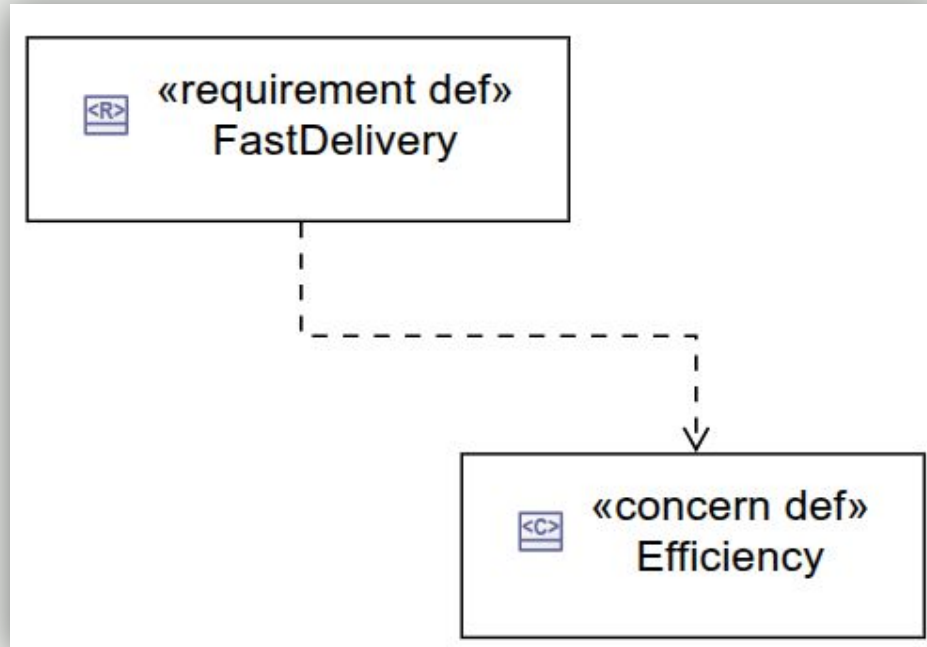 <R>
«requirement def»
FastDelivery
<C>
«concern def»
Efficiency